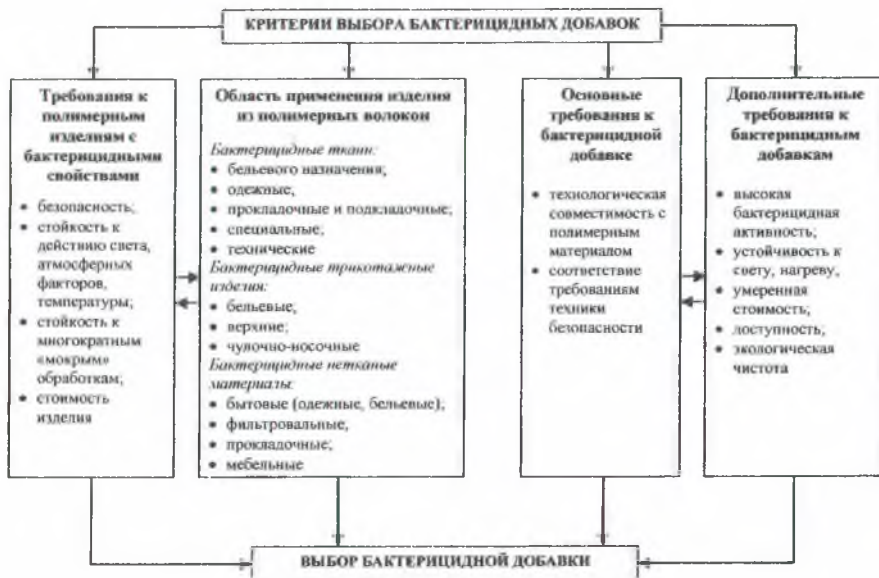 КРИТЕРИИ ВЫБОРА БАКТЕРИЦИДНЫХ ДОБАВОК
Требования к
полимерным
изделиям с
бактерицидными
свойствами
• безопасность;
• стойкость к
действию света,
атмосферных
факторов,
температуры;
• стойкость к
многократным
«мокрым»
обработкам;
• стоимость
изделия
Область применения изделия
из полимерных волокон
Бактерицидные ткани:
• бельевого назначения;
• одежные,
• прокладочные и подкладочные;
• специальные;
• технические
Бактерицидные трикотажные
изделия:
• бельевые,
• верхние;
• чулочно-носочные
Бактерицидные нетканые
материалы:
• бытовые (одежные, бельевые);
• фильтровальные,
• прокладочные;
• мебельные
Основные
требования к
бактерицидной
добавке
• технологическая
совместимость с
полимерным
материалом
• соответствие
требованиям
техники
безопасности
Дополнительные
требования к
бактерицидным
добавкам
• высокая
бактерицидная
активность;
• устойчивость к
свету, нагреву,
• умеренная
стоимость;
• доступность;
• экологическая
чистота
ВЫБОР БАКТЕРИЦИДНОЙ ДОБАВКИ